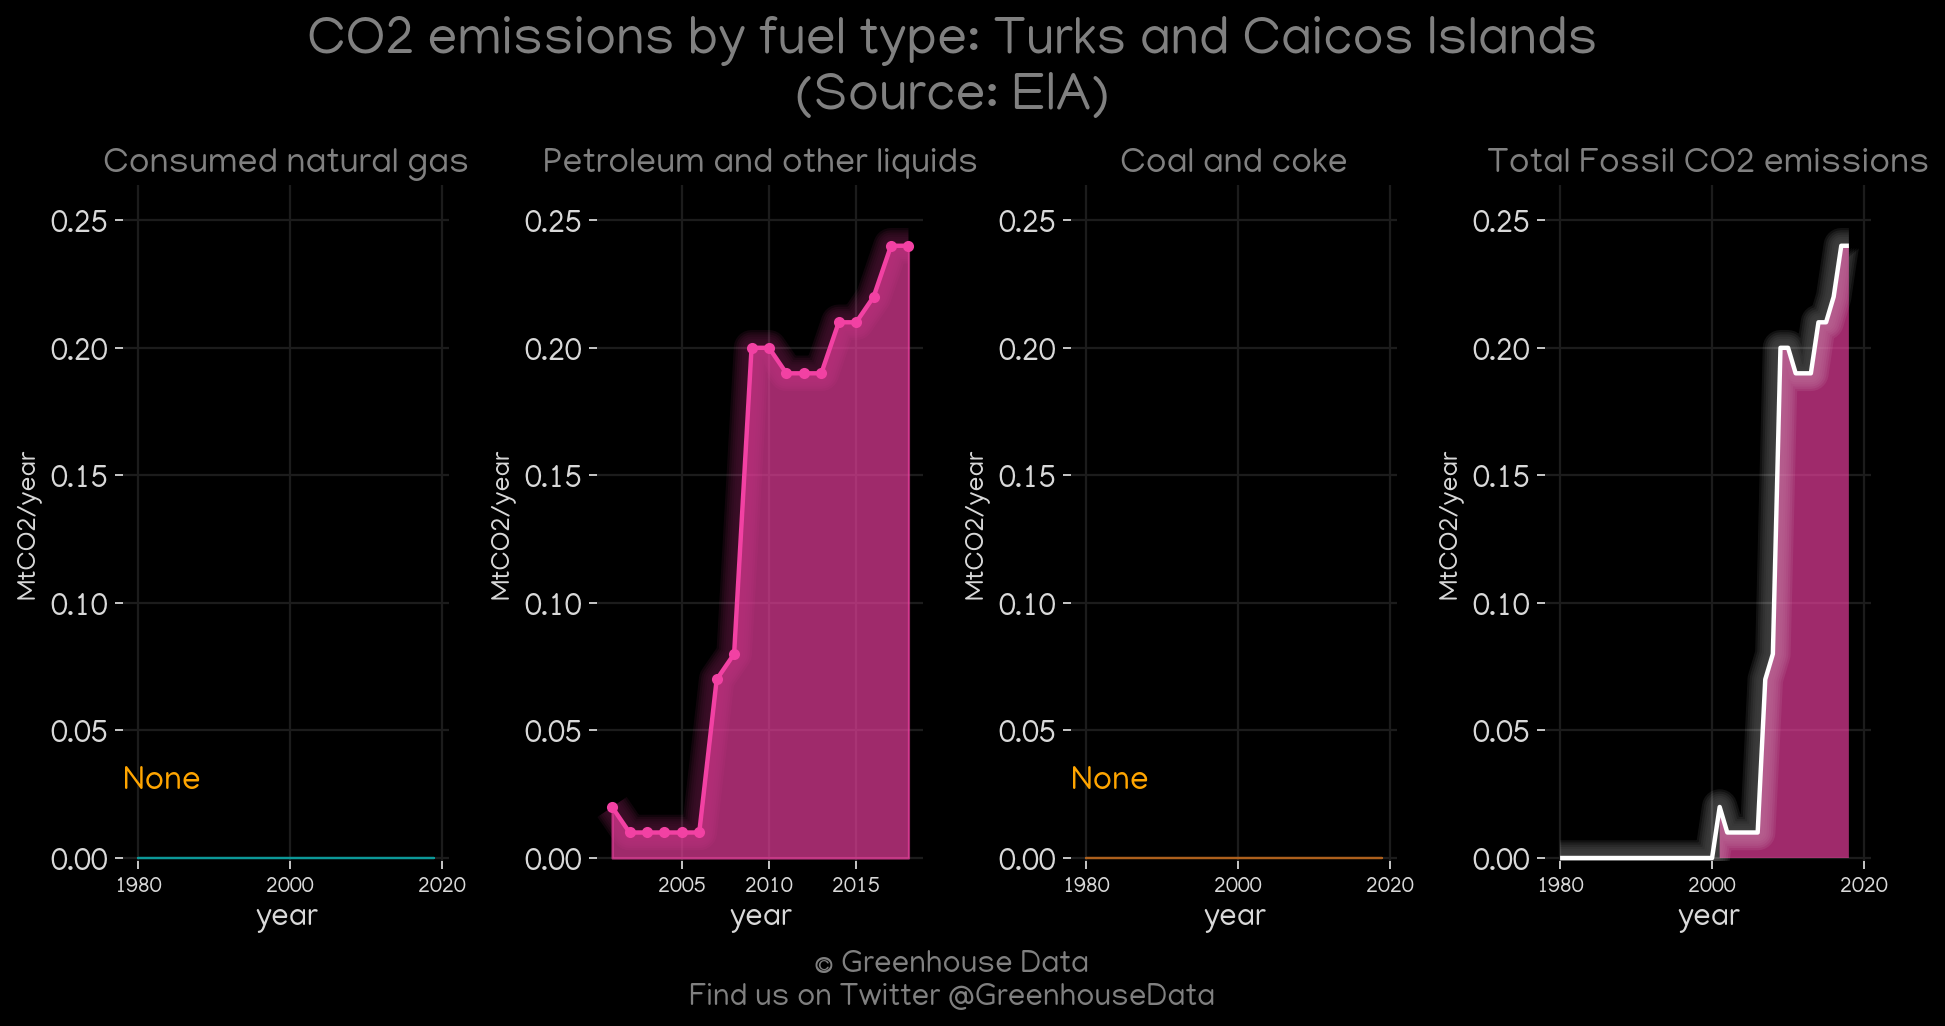 CO2 emissions by fuel type: Turks and Caicos Islands
(Source: EIA)
Consumed natural gas
MtCO2/year
0.25
0.20
0.15
0.10
0.05
0.00
None
1980 2000 2020
year
Petroleum and other liquids
MtCO2/year
0.25
0.20
0.15
0.10
0.05
0.00
2005 2010 2015
year
Coal and coke
MtCO2/year
0.25
0.20
0.15
0.10
0.05
0.00
None
1980 2000 2020
year
Total Fossil CO2 emissions
MtCO2/year
0.25
0.20
0.15
0.10
0.05
0.00
1980 2000 2020
year
© Greenhouse Data
Find us on Twitter @GreenhouseData